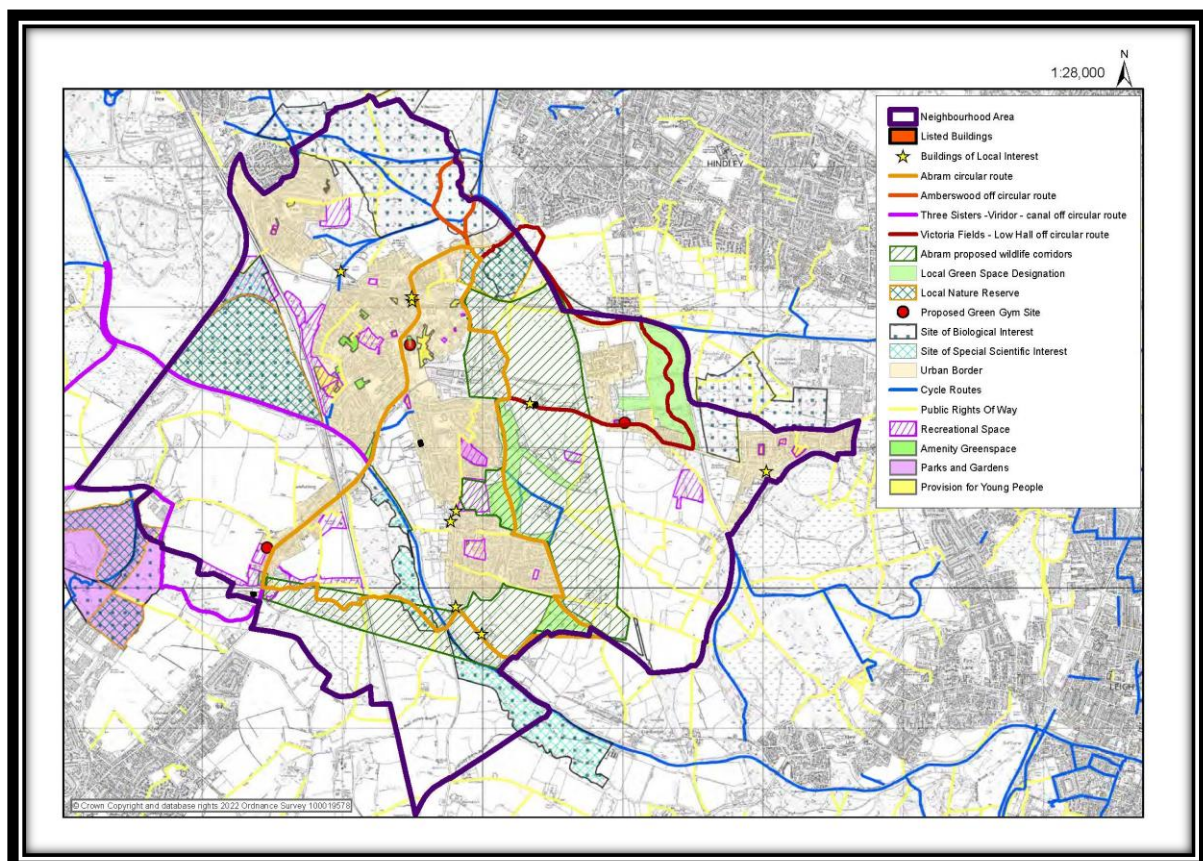 N
1:28,000
Neighbourhood Area
Listed Buildings
Buildings of Local Interest
Abram circular route
Amberswood off circular route
Three Sisters -Viridor - canal off circular route
Victoria Fields - Low Hall off circular route
Abram proposed wildlife corridors
Local Green Space Designation
Local Nature Reserve
Proposed Green Gym Site
Site of Biological Interest
Site of Special Scientific Interest
Urban Border
Cycle Routes
Public Rights Of Way
Recreational Space
Amenity Greenspace
Parks and Gardens
Provision for Young People
HINDLEY
LEIGH
© Crown Copyright and database rights 2022 Ordnance Survey 100019578